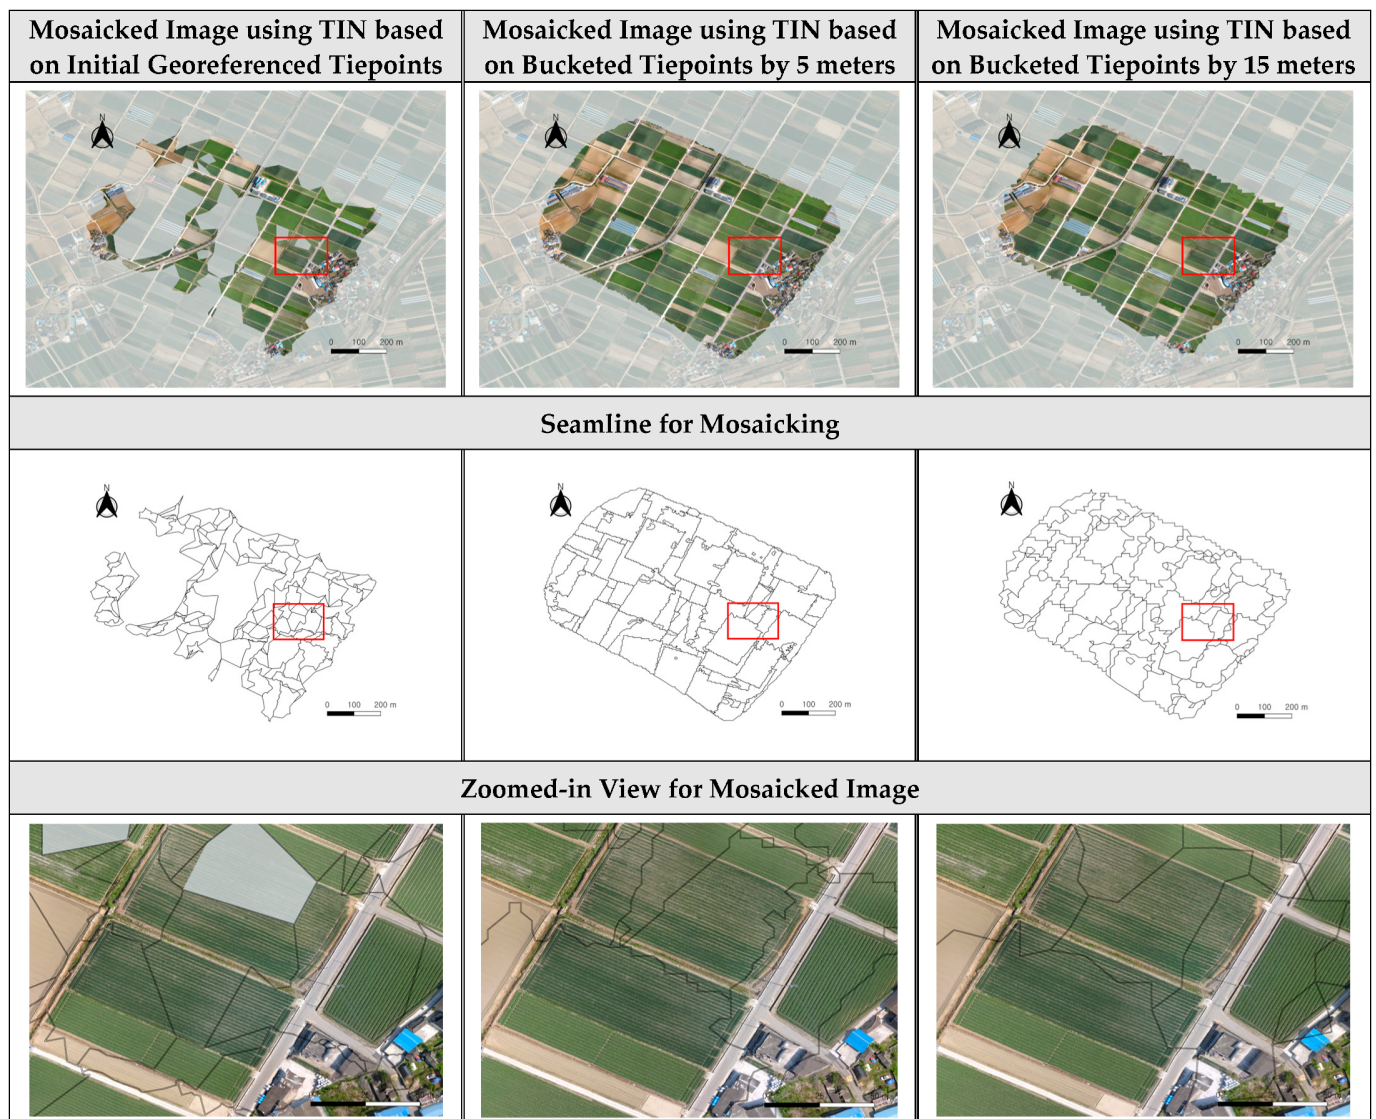 Mosaicked Image using TIN based
on Initial Georeferenced Tiepoints
Mosaicked Image using TIN based
on Bucketed Tiepoints by 5 meters
Mosaicked Image using TIN based
on Bucketed Tiepoints by 15 meters
N
0 100 200 m
N
0 100 200 m
N
0 100 200 m
Seamline for Mosaicking
N
0 100 200 m
N
0 100 200 m
N
0 100 200 m
Zoomed-in View for Mosaicked Image